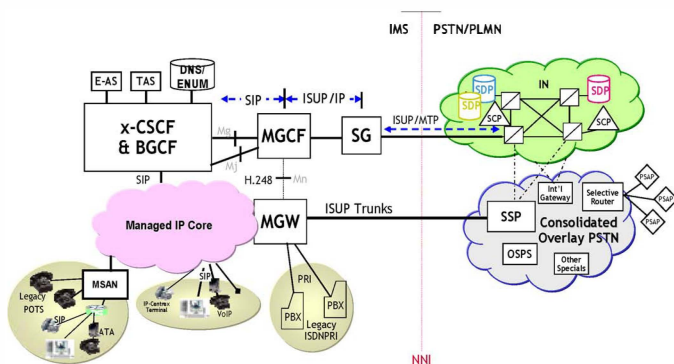 IMS PSTN/PLMN
E-AS
TAS
DNS/
ENUM
SIP
ISUP/IP
IN
SDP
SDP
SDP
SCP
SCP
x-CSCF
& BGCF
Mg
Mj
MGCF
SG
ISUP/MTP
SIP
H.248
Mn
Managed IP Core
MGW
ISUP Trunks
SSP
Int'l
Gateway
Selective
Router
PSAP
PSAP
PSAP
Consolidated
Overlay PSTN
OSPS
Other
Specials
MSAN
Legacy
POTS
SIP
ATA
SIP
IP-Centrex
Terminal
VoIP
PRI
PBX
PBX
Legacy
ISDNPRI
NNI